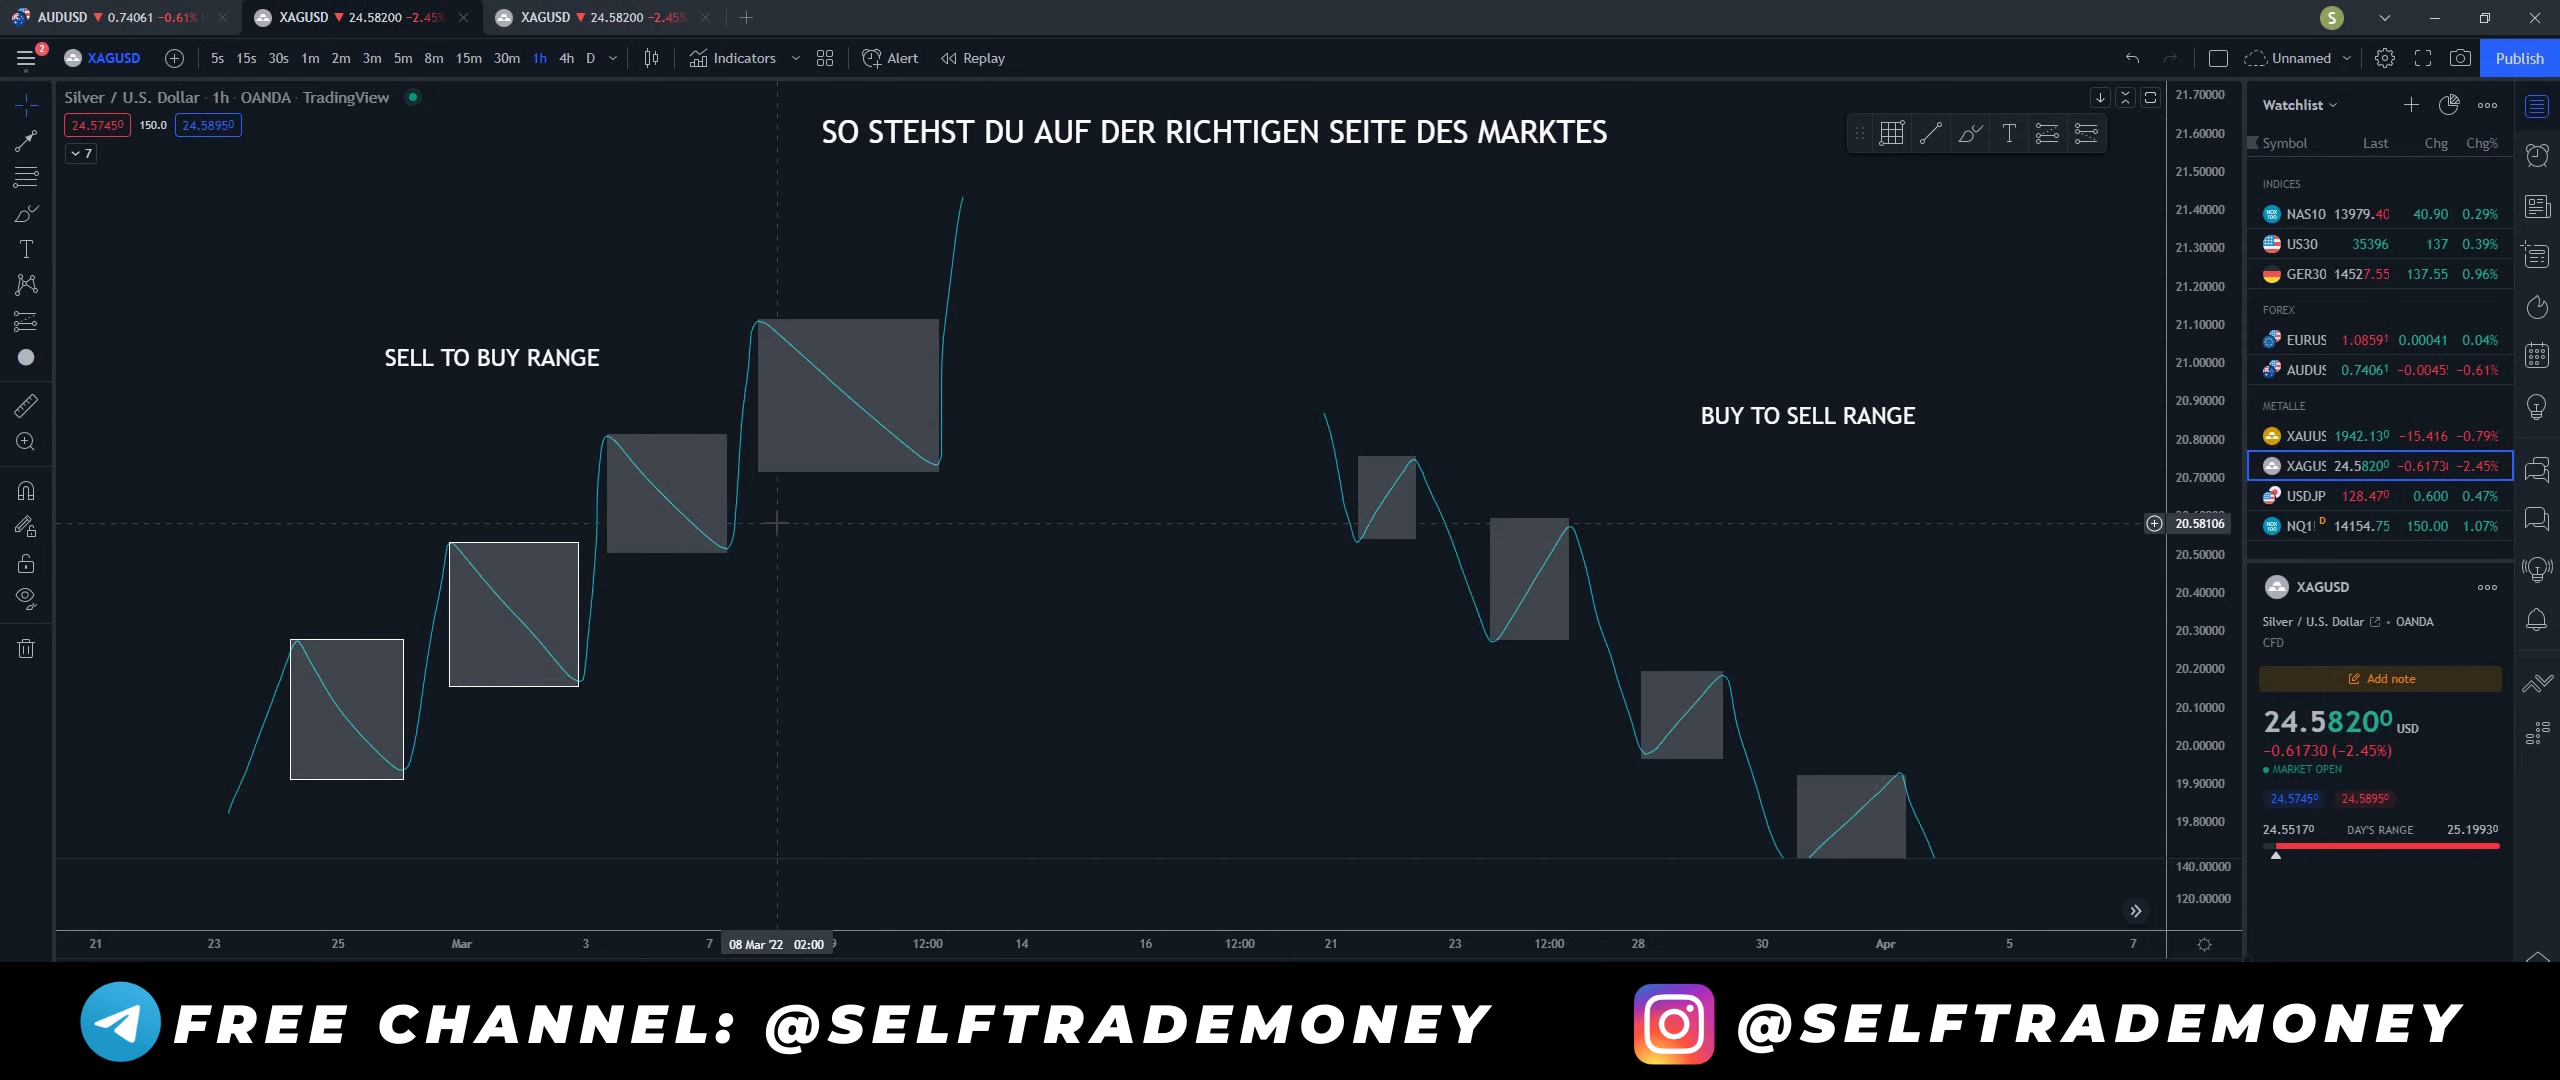 AUDUSD ▼ 0.74061 −0.61%
XAGUSD ▼ 24.58200 −2.45%
XAGUSD ▼ 24.58200 −2.45%
S
2
XAGUSD
5s 15s 30s 1m 2m 3m 5m 8m 15m 30m 1h 4h D
Indicators
Alert
Replay
Unnamed
Publish
Silver / U.S. Dollar · 1h · OANDA · TradingView
24.57450 150.0 24.58950
7
SO STEHST DU AUF DER RICHTIGEN SEITE DES MARKTES
SELL TO BUY RANGE
BUY TO SELL RANGE
21.70000
21.60000
21.50000
21.40000
21.30000
21.20000
21.10000
21.00000
20.90000
20.80000
20.70000
20.58106
20.50000
20.40000
20.30000
20.20000
20.10000
20.00000
19.90000
19.80000
140.00000
120.00000
21 23 25 Mar 3 7 08 Mar '22 02:00 9 12:00 14 16 12:00 21 23 12:00 28 30 Apr 5 7
Watchlist
Symbol Last Chg Chg%
INDICES
NAS10 13979.40 40.90 0.29%
US30 35396 137 0.39%
GER30 14527.55 137.55 0.96%
FOREX
EURUS 1.08591 0.00041 0.04%
AUDUS 0.74061 −0.0045 −0.61%
METALLE
XAUUS 1942.130 −15.416 −0.79%
XAGUS 24.58200 −0.6173 −2.45%
USDJP 128.470 0.600 0.47%
NQ1! D 14154.75 150.00 1.07%
XAGUSD
Silver / U.S. Dollar • OANDA
CFD
Add note
24.58200 USD
−0.61730 (−2.45%)
MARKET OPEN
24.57450 24.58950
24.55170 DAY'S RANGE 25.19930
FREE CHANNEL: @SELFTRADEMONEY
@SELFTRADEMONEY